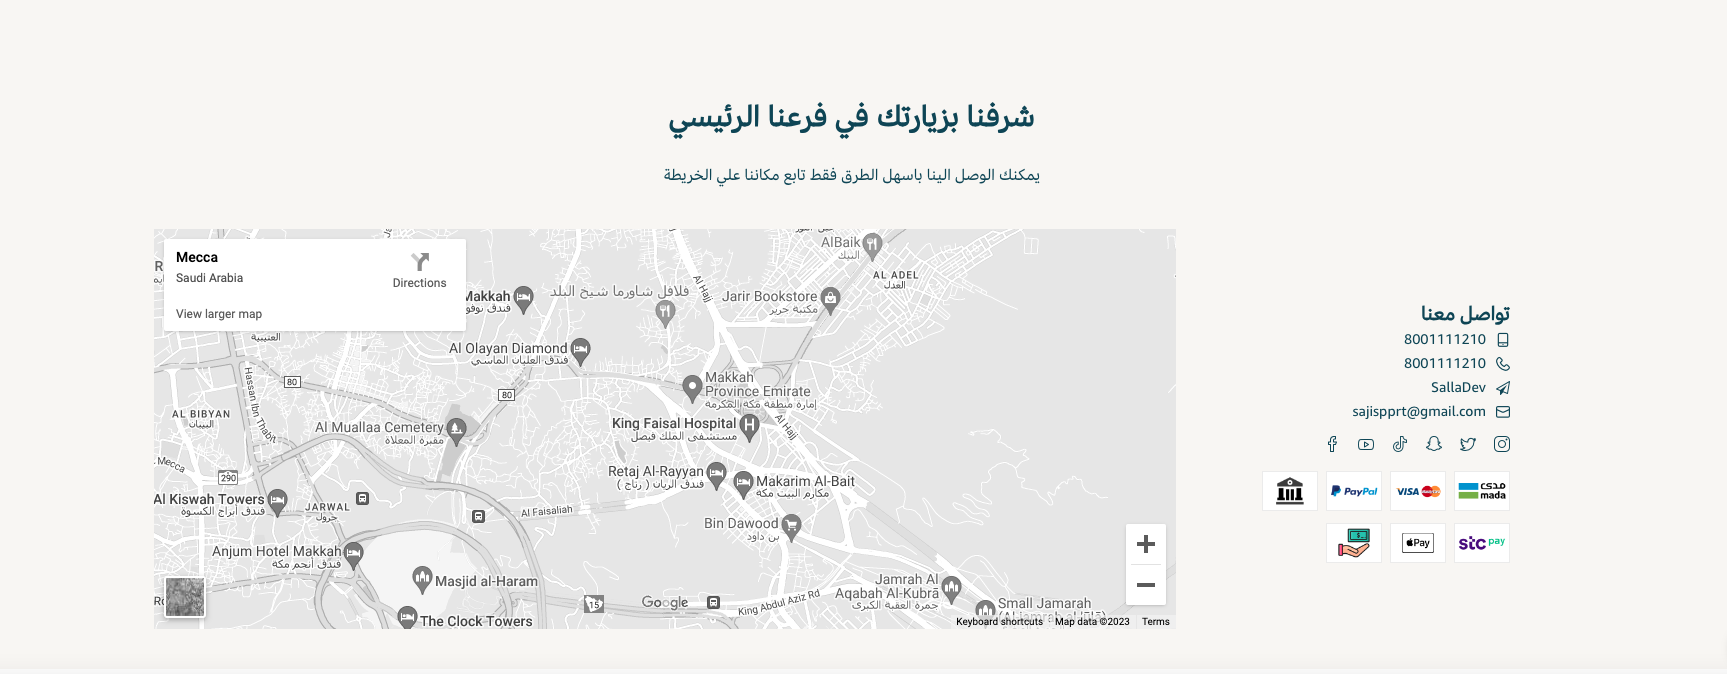 شرفنا بزيارتك في فرعنا الرئيسي
يمكنك الوصل الينا باسهل الطرق فقط تابع مكاننا علي الخريطة
تواصل معنا
8001111210
8001111210
SallaDev
sajispprt@gmail.com
PayPal
VISA
مدى
mada
Pay
stc pay
Mecca
Saudi Arabia
Directions
View larger map
AlBaik
البيك
AL ADEL
العدل
Makkah
Jarir Bookstore
مكتبة جرير
فلافل شاورما شيخ البلد
Al Hajj
العتيبية
Al Olayan Diamond
فندق العليان الماسي
80
80
Hassan Ibn Thabit
Makkah
Province Emirate
إمارة منطقة مكة المكرمة
AL BIBYAN
البيبان
Al Muallaa Cemetery
مقبرة المعلاة
King Faisal Hospital
مستشفى الملك فيصل
Al Hajj
Mecca
290
Retaj Al-Rayyan
فندق الريان ( رتاج )
Makarim Al-Bait
مكارم البيت مكة
Al Kiswah Towers
فندق أبراج الكسوة
JARWAL
جرول
Al Faisaliah
Bin Dawood
بن داود
Anjum Hotel Makkah
فندق أنجم مكة
Masjid al-Haram
Jamrah Al
Aqabah Al-Kubrā
جمرة العقبة الكبرى
15
Google
King Abdul Aziz Rd
Small Jamarah
The Clock Towers
Keyboard shortcuts
Map data ©2023
Terms